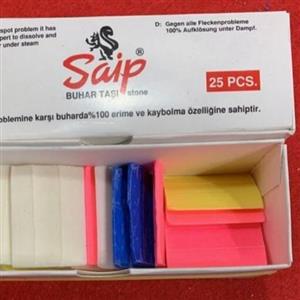 spot problem it has
pert to dissolve and
r under steam
D: Gegen alle Fleckenprobleme
100% Auflösung unter Dampf.
Saip®
25 PCS.
BUHAR TAŞI stone
oblemine karşı buharda%100 erime ve kaybolma özelliğine sahiptir.